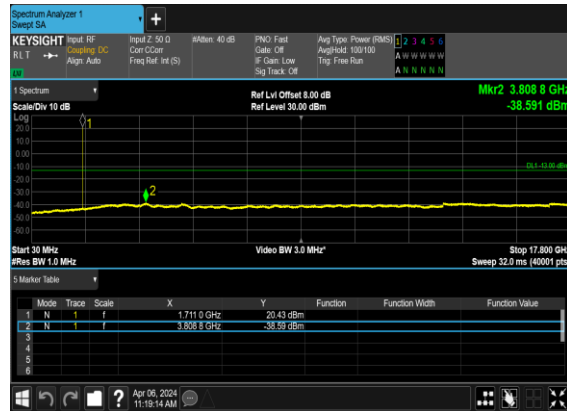 Spectrum Analyzer 1
Swept SA
+
KEYSIGHT Input: RF Input Z: 50 Ω #Atten: 40 dB PNO: Fast Avg Type: Power (RMS) 1 2 3 4 5 6
RLT Coupling: DC Corr CCorr Gate: Off Avg|Hold: 100/100 A W W W W W
Align: Auto Freq Ref: Int (S) IF Gain: Low Trig: Free Run
Sig Track: Off A N N N N N
1 Spectrum Ref Lvl Offset 8.00 dB Mkr2 3.808 8 GHz
Scale/Div 10 dB Ref Level 30.00 dBm -38.591 dBm
Log
1
20.0
10.0
0.00
-10.0
DL1 -13.00 dBm
-20.0
-30.0
2
-40.0
-50.0
-60.0
Start 30 MHz Video BW 3.0 MHz* Stop 17.800 GHz
#Res BW 1.0 MHz Sweep 32.0 ms (40001 pts)
5 Marker Table
Mode Trace Scale X Y Function Function Width Function Value
1 N 1 f 1.711 0 GHz 20.43 dBm
2 N 1 f 3.808 8 GHz -38.59 dBm
3
4
5
6
? Apr 06, 2024
11:19:14 AM